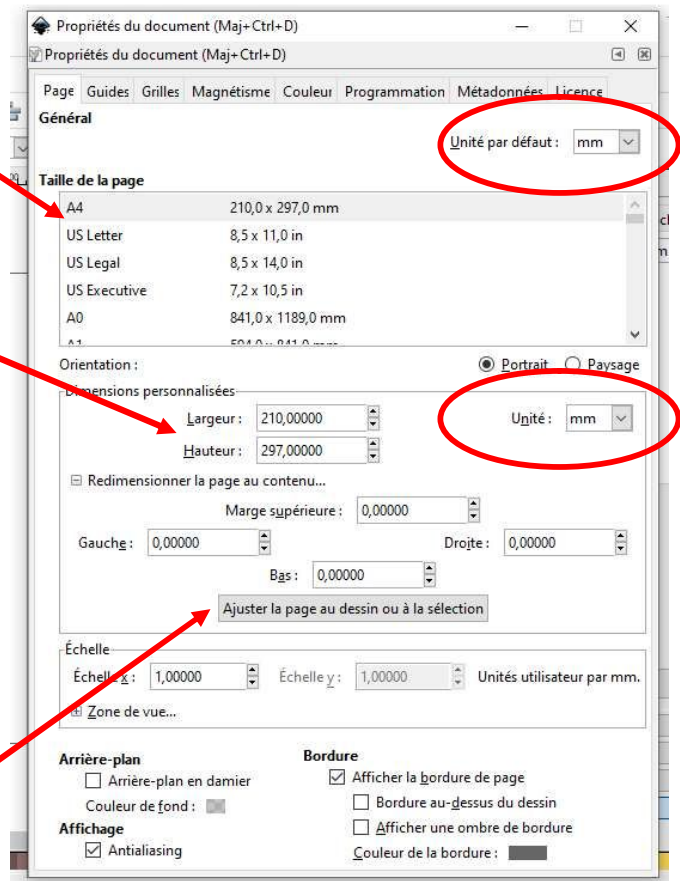 Propriétés du document (Maj+Ctrl+D)
Propriétés du document (Maj+Ctrl+D)
Page Guides Grilles Magnétisme Couleur Programmation Métadonnées Licence
Général
Unité par défaut : mm
Taille de la page
A4 210,0 x 297,0 mm
US Letter 8,5 x 11,0 in
US Legal 8,5 x 14,0 in
US Executive 7,2 x 10,5 in
A0 841,0 x 1189,0 mm
A1 594,0 x 841,0 mm
Orientation : Portrait Paysage
Dimensions personnalisées
Largeur : 210,00000 Unité : mm
Hauteur : 297,00000
Redimensionner la page au contenu...
Marge supérieure : 0,00000
Gauche : 0,00000 Droite : 0,00000
Bas : 0,00000
Ajuster la page au dessin ou à la sélection
Échelle
Échelle x : 1,00000 Échelle y : 1,00000 Unités utilisateur par mm.
Zone de vue...
Arrière-plan Bordure
Arrière-plan en damier Afficher la bordure de page
Couleur de fond : Bordure au-dessus du dessin
Affichage Afficher une ombre de bordure
Antialiasing Couleur de la bordure :